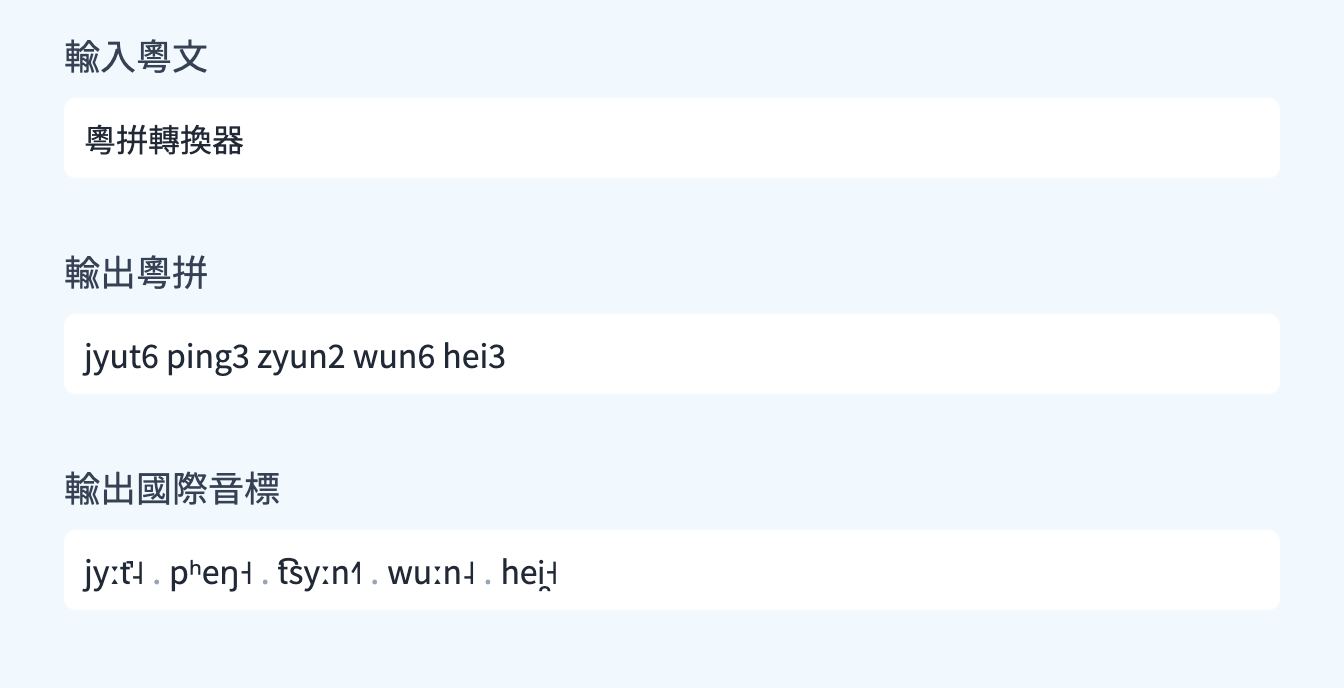 輸入粵文
粵拼轉換器
輸出粵拼
jyut6 ping3 zyun2 wun6 hei3
輸出國際音標
jyːt̚˨ . pʰeŋ˧ . t͡syːn˧˥ . wuːn˨ . hei̯˧